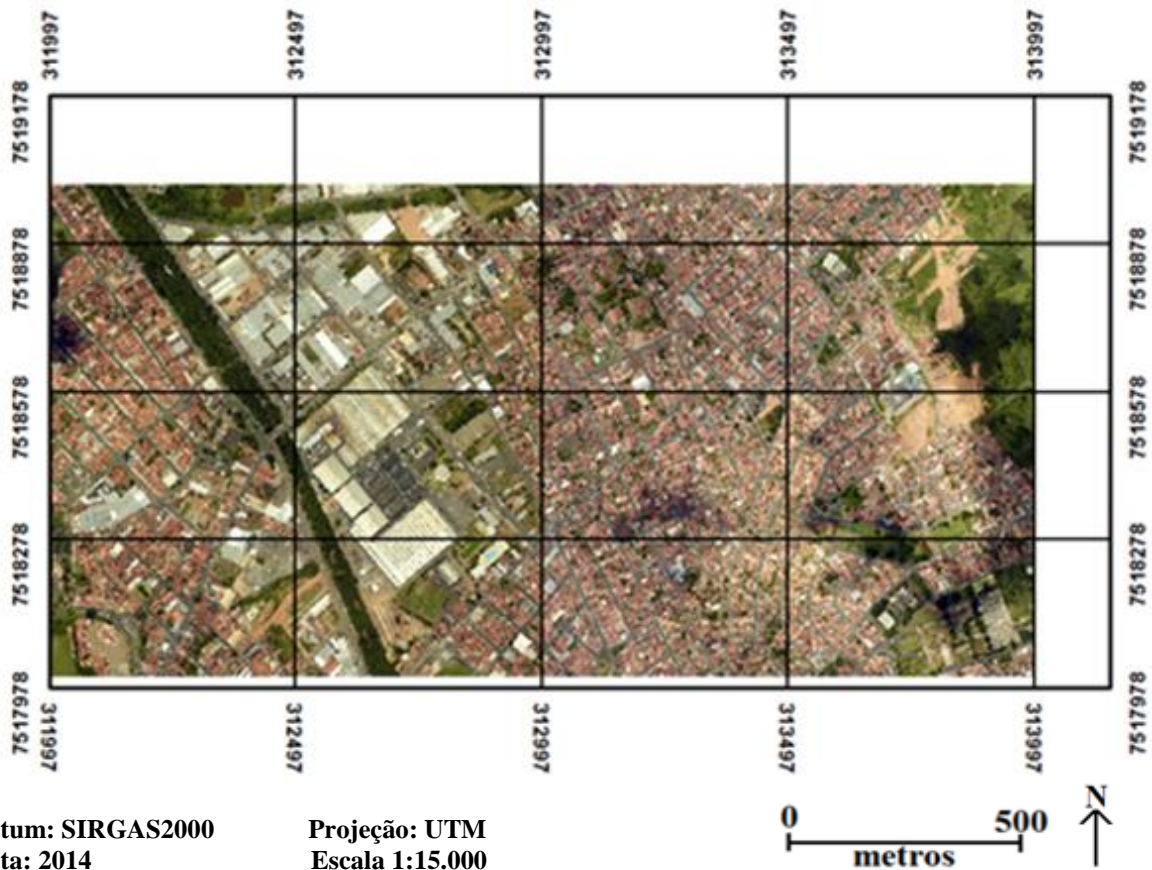 311997 312497 312997 313497 313997
7519178 7519178
7518878 7518878
7518578 7518578
7518278 7518278
7517978 7517978
311997 312497 312997 313497 313997
0 500 N
tum: SIRGAS2000 Projeção: UTM
metros
ta: 2014 Escala 1:15.000